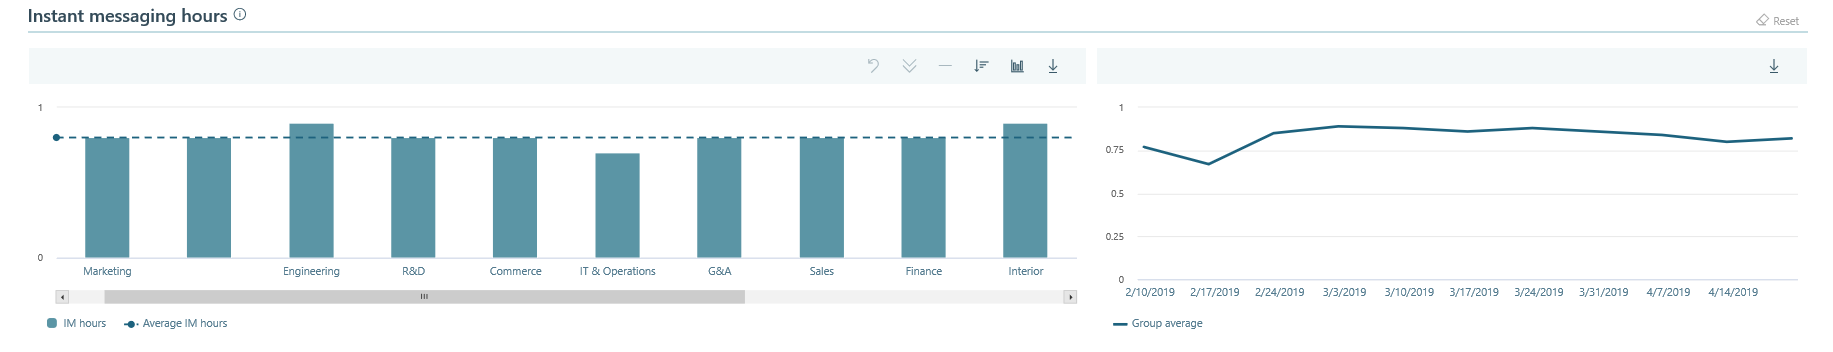 Instant messaging hours
Reset
1
0
Marketing Engineering R&D Commerce IT & Operations G&A Sales Finance Interior
IM hours Average IM hours
1
0.75
0.5
0.25
0
2/10/2019 2/17/2019 2/24/2019 3/3/2019 3/10/2019 3/17/2019 3/24/2019 3/31/2019 4/7/2019 4/14/2019
Group average